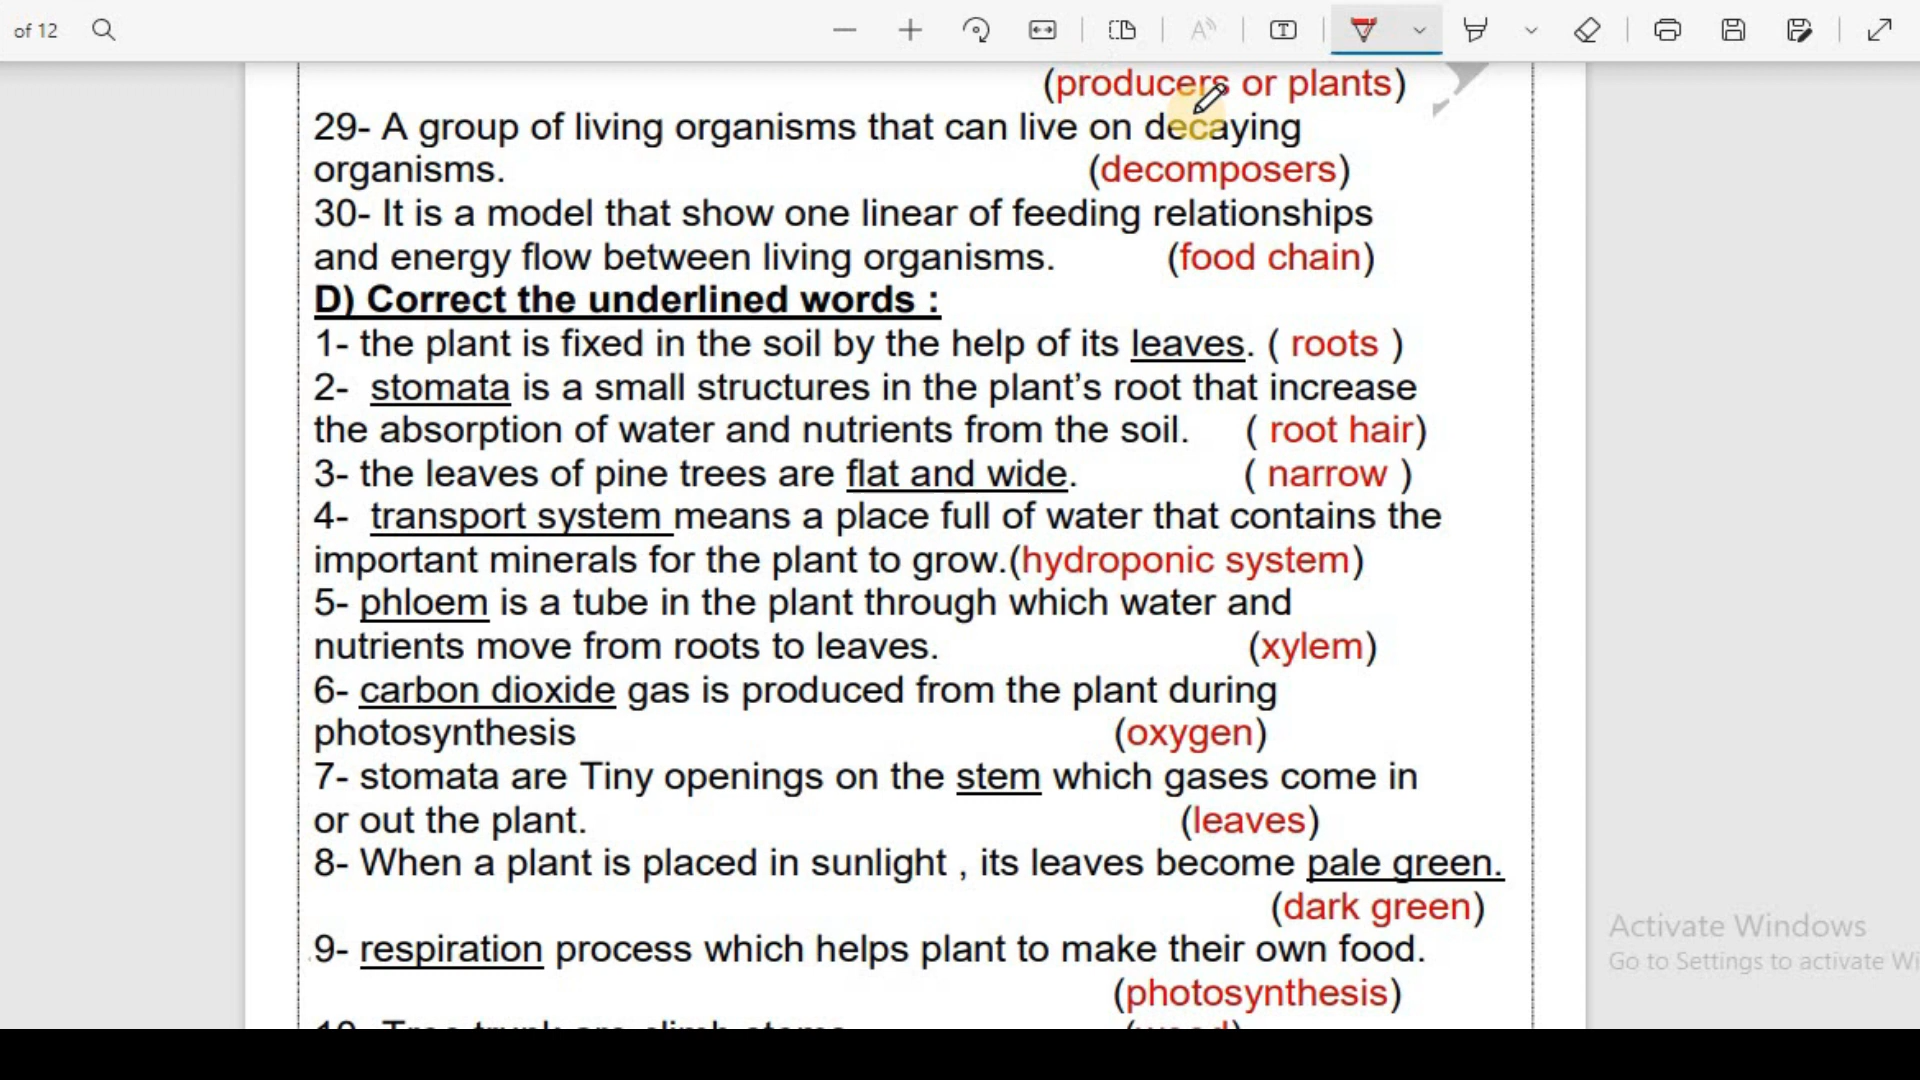 of 12
(producers or plants)
29- A group of living organisms that can live on decaying
organisms. (decomposers)
30- It is a model that show one linear of feeding relationships
and energy flow between living organisms. (food chain)
D) Correct the underlined words :
1- the plant is fixed in the soil by the help of its leaves. ( roots )
2- stomata is a small structures in the plant’s root that increase
the absorption of water and nutrients from the soil. ( root hair)
3- the leaves of pine trees are flat and wide. ( narrow )
4- transport system means a place full of water that contains the
important minerals for the plant to grow.(hydroponic system)
5- phloem is a tube in the plant through which water and
nutrients move from roots to leaves. (xylem)
6- carbon dioxide gas is produced from the plant during
photosynthesis (oxygen)
7- stomata are Tiny openings on the stem which gases come in
or out the plant. (leaves)
8- When a plant is placed in sunlight , its leaves become pale green.
(dark green)
9- respiration process which helps plant to make their own food.
(photosynthesis)
Activate Windows
Go to Settings to activate Wi